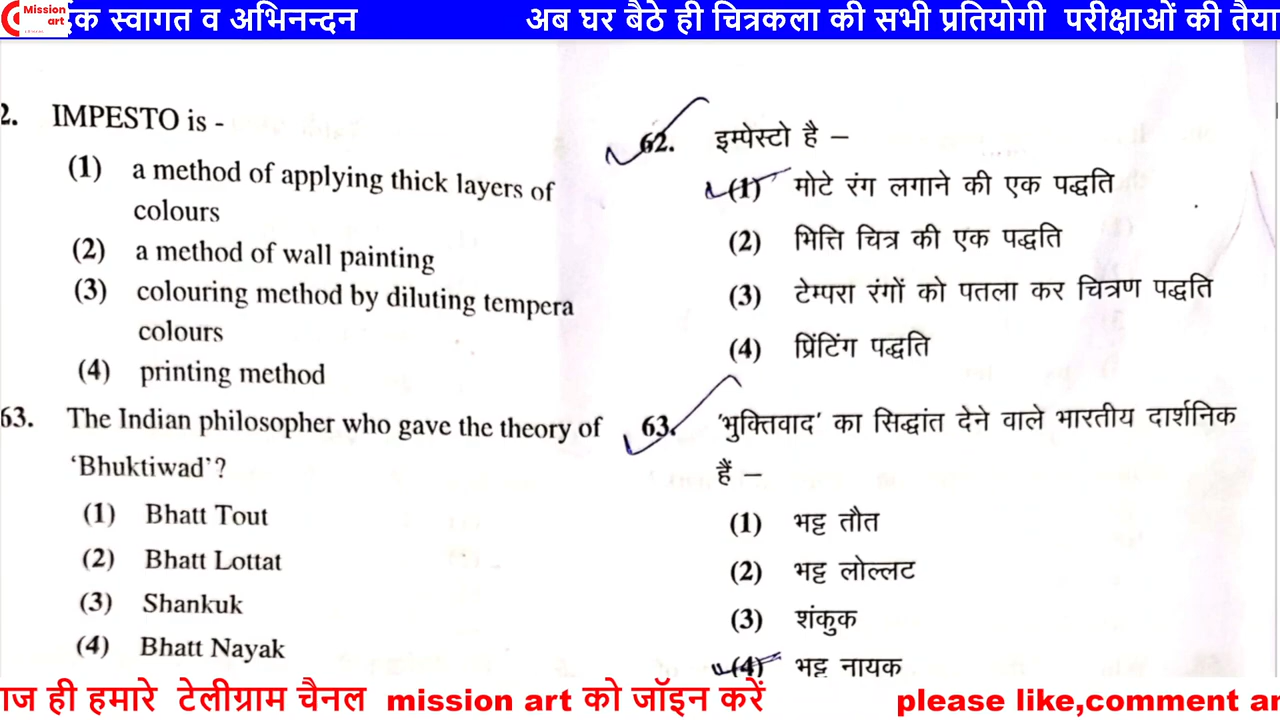 Mission
art
र्दिक स्वागत व अभिनन्दन
अब घर बैठे ही चित्रकला की सभी प्रतियोगी परीक्षाओं की तैया
2. IMPESTO is -
(1) a method of applying thick layers of
colours
(2) a method of wall painting
(3) colouring method by diluting tempera
colours
(4) printing method
63. The Indian philosopher who gave the theory of
‘Bhuktiwad’?
(1) Bhatt Tout
(2) Bhatt Lottat
(3) Shankuk
(4) Bhatt Nayak
62. इम्पेस्टो है –
(1) मोटे रंग लगाने की एक पद्धति
(2) भित्ति चित्र की एक पद्धति
(3) टेम्परा रंगों को पतला कर चित्रण पद्धति
(4) प्रिंटिंग पद्धति
63. 'भुक्तिवाद' का सिद्धांत देने वाले भारतीय दार्शनिक
हैं –
(1) भट्ट तौत
(2) भट्ट लोल्लट
(3) शंकुक
(4) भट्ट नायक
ाज ही हमारे टेलीग्राम चैनल mission art को जॉइन करें
please like,comment an